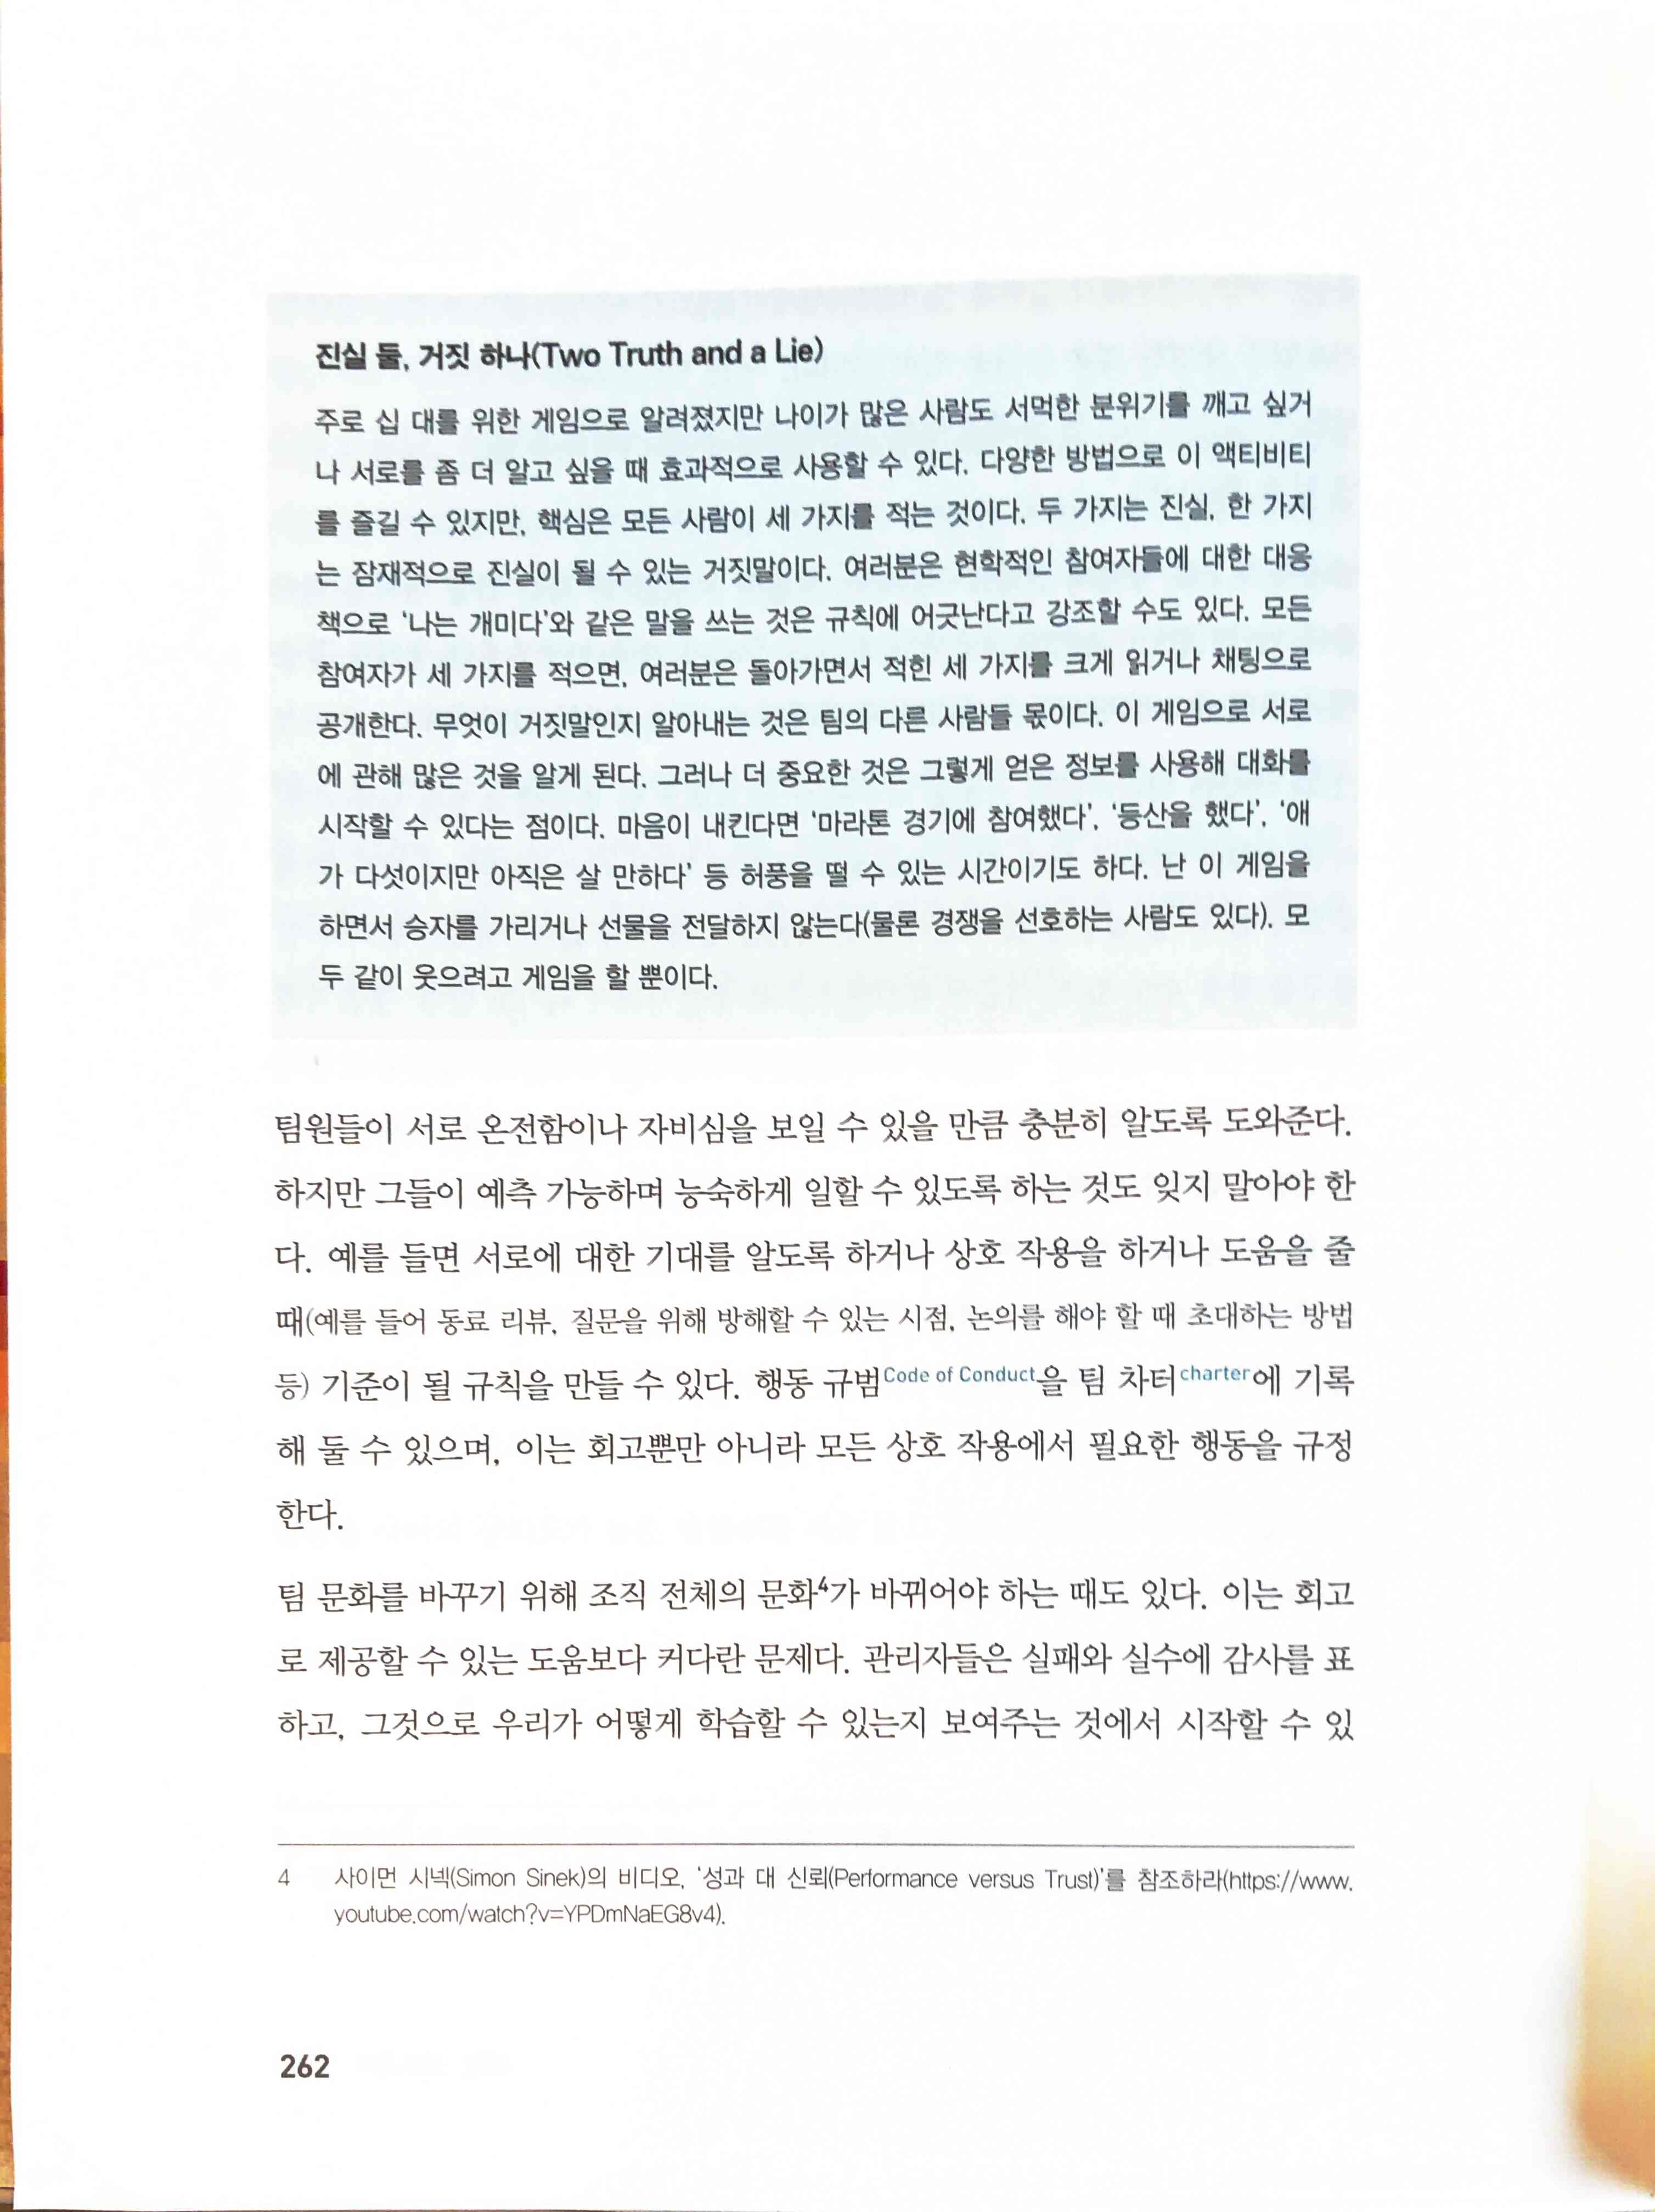 진실 둘, 거짓 하나(Two Truth and a Lie)
주로 십 대를 위한 게임으로 알려졌지만 나이가 많은 사람도 서먹한 분위기를 깨고 싶거
나 서로를 좀 더 알고 싶을 때 효과적으로 사용할 수 있다. 다양한 방법으로 이 액티비티
를 즐길 수 있지만, 핵심은 모든 사람이 세 가지를 적는 것이다. 두 가지는 진실, 한 가지
는 잠재적으로 진실이 될 수 있는 거짓말이다. 여러분은 현학적인 참여자들에 대한 대응
책으로 ‘나는 개미다’와 같은 말을 쓰는 것은 규칙에 어긋난다고 강조할 수도 있다. 모든
참여자가 세 가지를 적으면, 여러분은 돌아가면서 적힌 세 가지를 크게 읽거나 채팅으로
공개한다. 무엇이 거짓말인지 알아내는 것은 팀의 다른 사람들 몫이다. 이 게임으로 서로
에 관해 많은 것을 알게 된다. 그러나 더 중요한 것은 그렇게 얻은 정보를 사용해 대화를
시작할 수 있다는 점이다. 마음이 내킨다면 ‘마라톤 경기에 참여했다’, ‘등산을 했다’, ‘애
가 다섯이지만 아직은 살 만하다’ 등 허풍을 떨 수 있는 시간이기도 하다. 난 이 게임을
하면서 승자를 가리거나 선물을 전달하지 않는다(물론 경쟁을 선호하는 사람도 있다). 모
두 같이 웃으려고 게임을 할 뿐이다.
팀원들이 서로 온전함이나 자비심을 보일 수 있을 만큼 충분히 알도록 도와준다.
하지만 그들이 예측 가능하며 능숙하게 일할 수 있도록 하는 것도 잊지 말아야 한
다. 예를 들면 서로에 대한 기대를 알도록 하거나 상호 작용을 하거나 도움을 줄
때(예를 들어 동료 리뷰, 질문을 위해 방해할 수 있는 시점, 논의를 해야 할 때 초대하는 방법
등) 기준이 될 규칙을 만들 수 있다. 행동 규범Code of Conduct을 팀 차터charter에 기록
해 둘 수 있으며, 이는 회고뿐만 아니라 모든 상호 작용에서 필요한 행동을 규정
한다.
팀 문화를 바꾸기 위해 조직 전체의 문화4가 바뀌어야 하는 때도 있다. 이는 회고
로 제공할 수 있는 도움보다 커다란 문제다. 관리자들은 실패와 실수에 감사를 표
하고, 그것으로 우리가 어떻게 학습할 수 있는지 보여주는 것에서 시작할 수 있
4 사이먼 시넥(Simon Sinek)의 비디오, ‘성과 대 신뢰(Performance versus Trust)’를 참조하라(https://www.
youtube.com/watch?v=YPDmNaEG8v4).
262